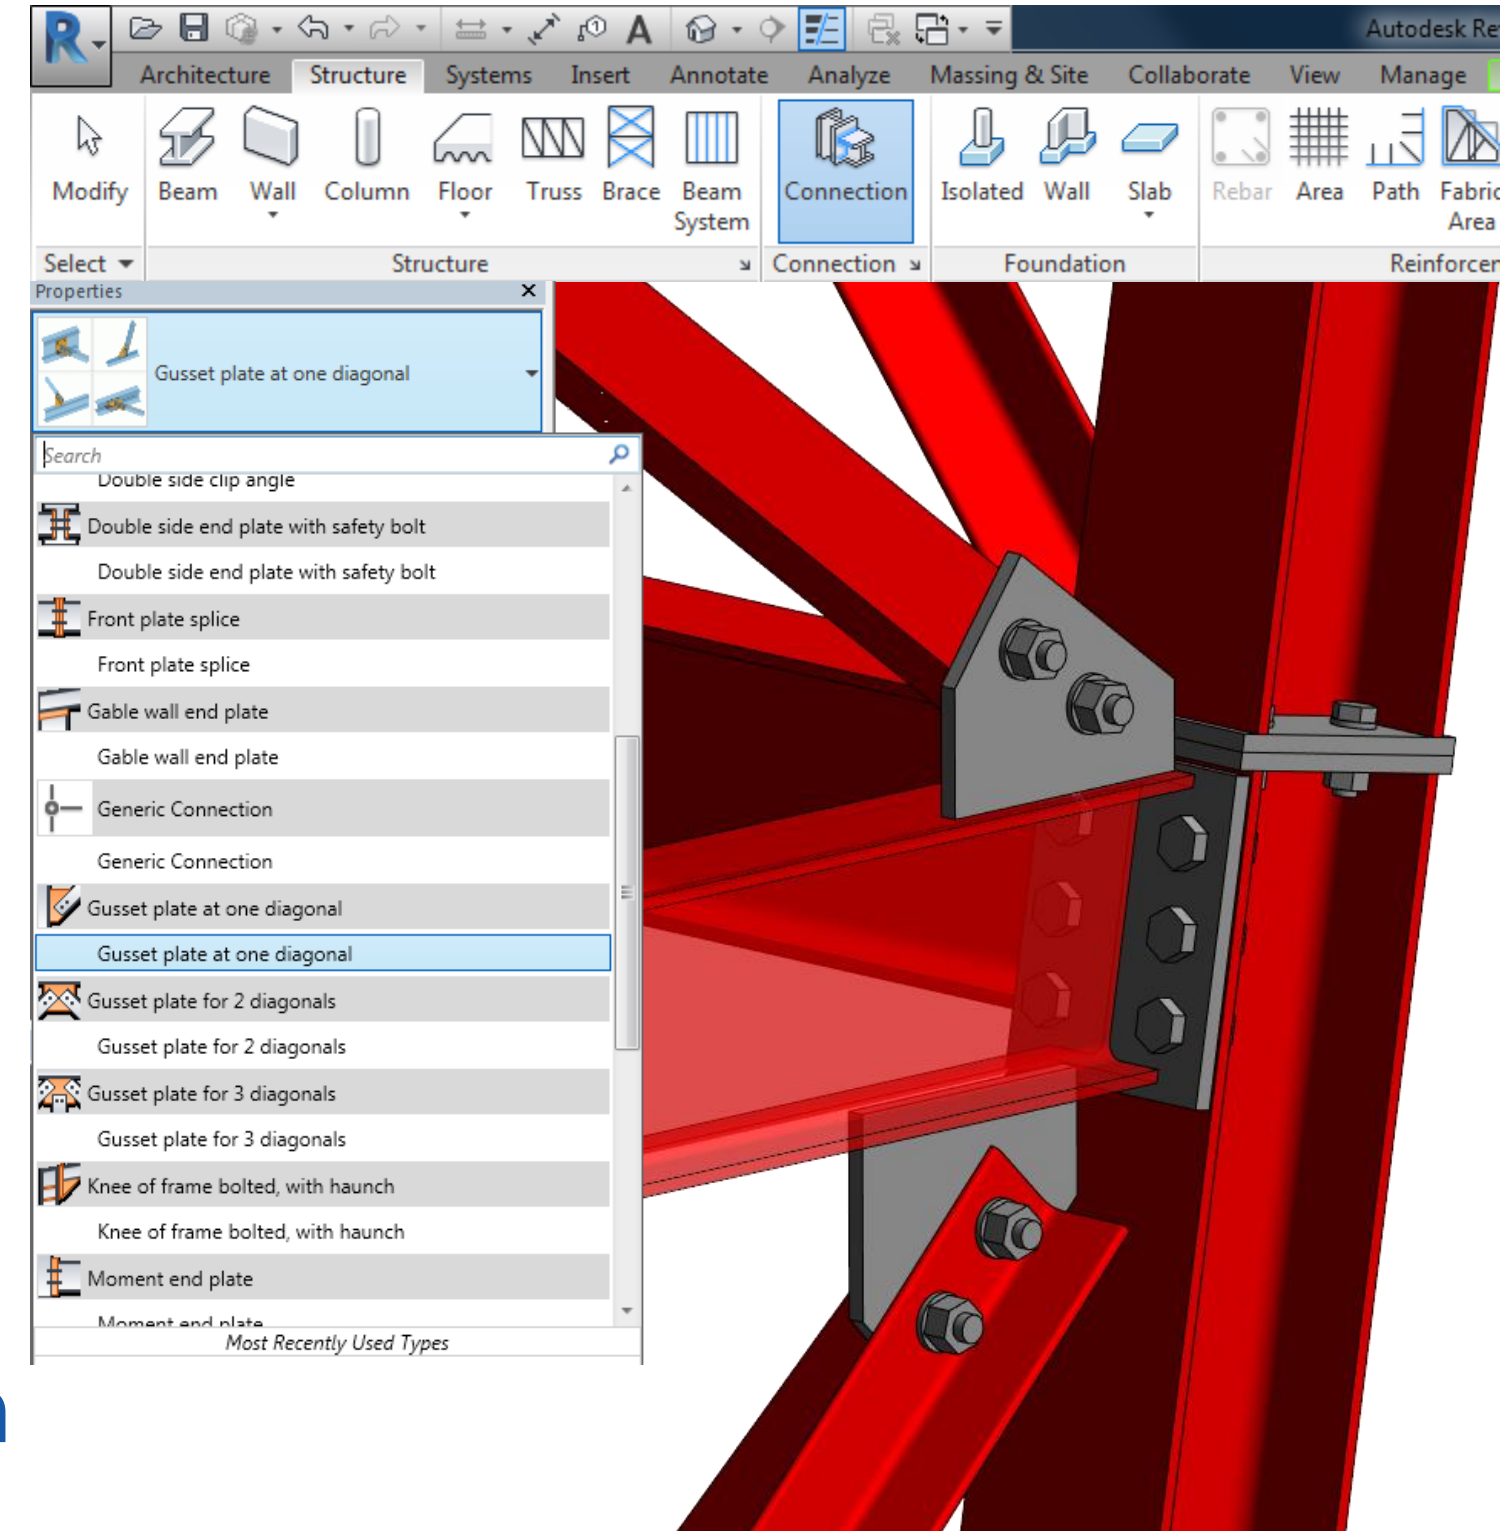 Autodesk Re
Architecture Structure Systems Insert Annotate Analyze Massing & Site Collaborate View Manage
Modify Beam Wall Column Floor Truss Brace Beam System Connection Isolated Wall Slab Rebar Area Path Fabric Area
Select Structure Connection Foundation Reinforcem
Properties
Gusset plate at one diagonal
Search
Double side clip angle
Double side end plate with safety bolt
Double side end plate with safety bolt
Front plate splice
Front plate splice
Gable wall end plate
Gable wall end plate
Generic Connection
Generic Connection
Gusset plate at one diagonal
Gusset plate at one diagonal
Gusset plate for 2 diagonals
Gusset plate for 2 diagonals
Gusset plate for 3 diagonals
Gusset plate for 3 diagonals
Knee of frame bolted, with haunch
Knee of frame bolted, with haunch
Moment end plate
Moment end plate
Most Recently Used Types